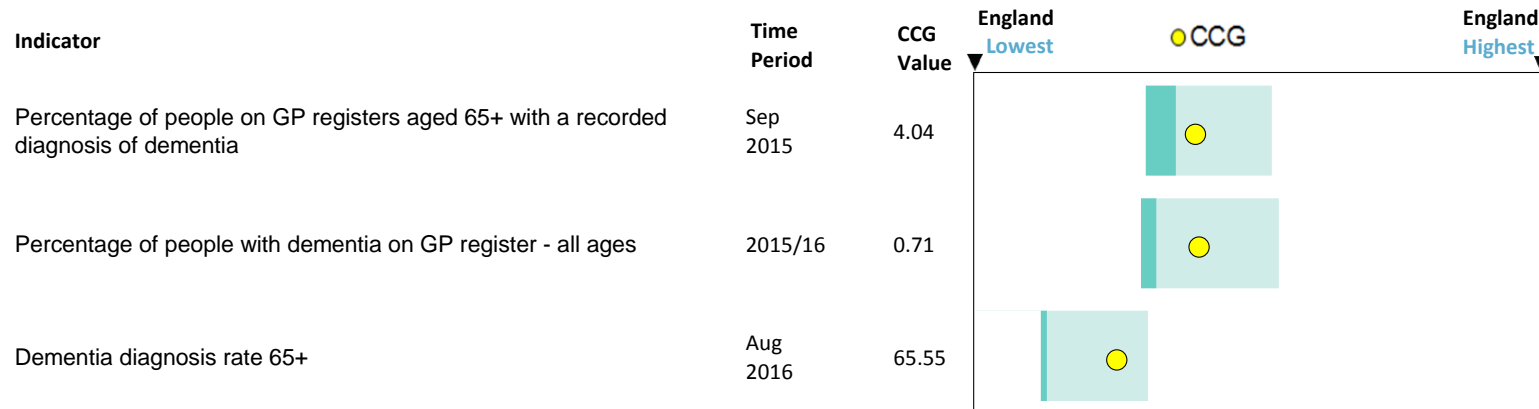 Indicator
Time
Period
CCG
Value
England
Lowest
CCG
England
Highest
Percentage of people on GP registers aged 65+ with a recorded
diagnosis of dementia
Sep
2015
4.04
Percentage of people with dementia on GP register - all ages
2015/16
0.71
Dementia diagnosis rate 65+
Aug
2016
65.55